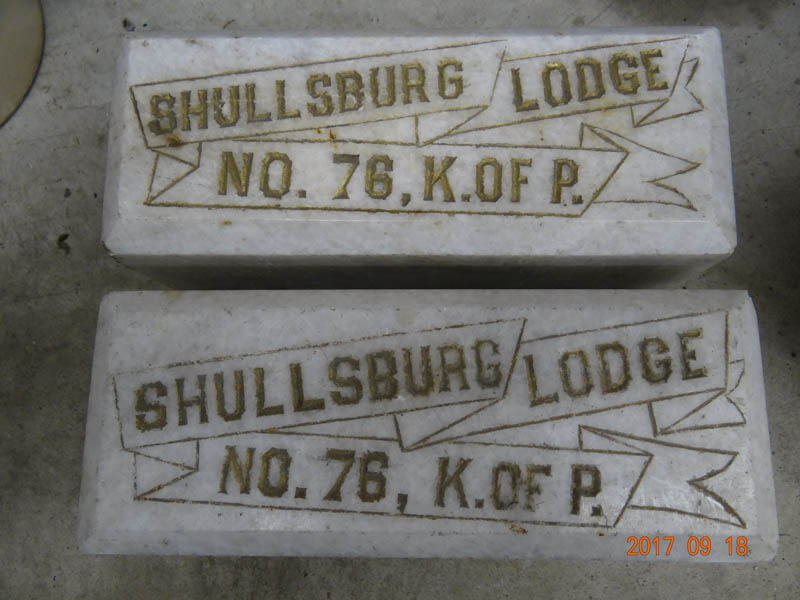 SHULLSBURG LODGE
NO. 76, K. OF P.
SHULLSBURG LODGE
NO. 76, K. OF P.
2017 09 18